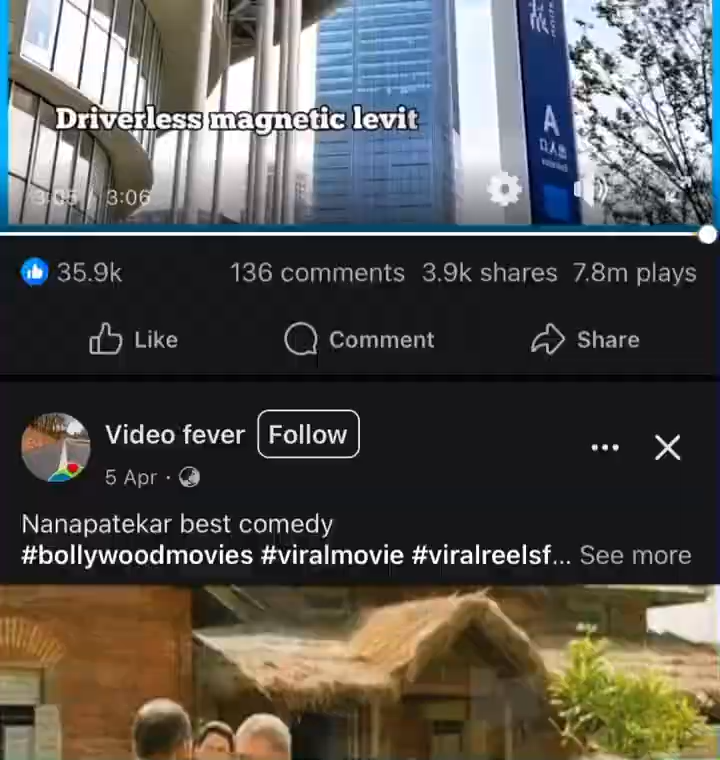 Driverless magnetic levit
A
3:05 / 3:06
35.9k 136 comments 3.9k shares 7.8m plays
Like Comment Share
Video fever Follow
5 Apr ·
Nanapatekar best comedy
#bollywoodmovies #viralmovie #viralreelsf... See more